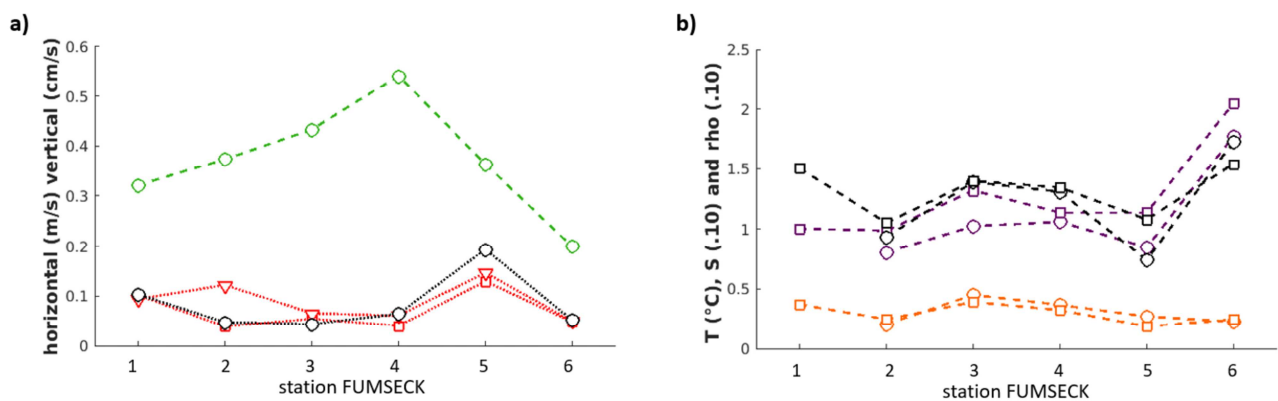 a)
horizontal (m/s) vertical (cm/s)
0.6
0.5
0.4
0.3
0.2
0.1
0
1 2 3 4 5 6
station FUMSECK
b)
T (°C), S (.10) and rho (.10)
2.5
2
1.5
1
0.5
0
1 2 3 4 5 6
station FUMSECK